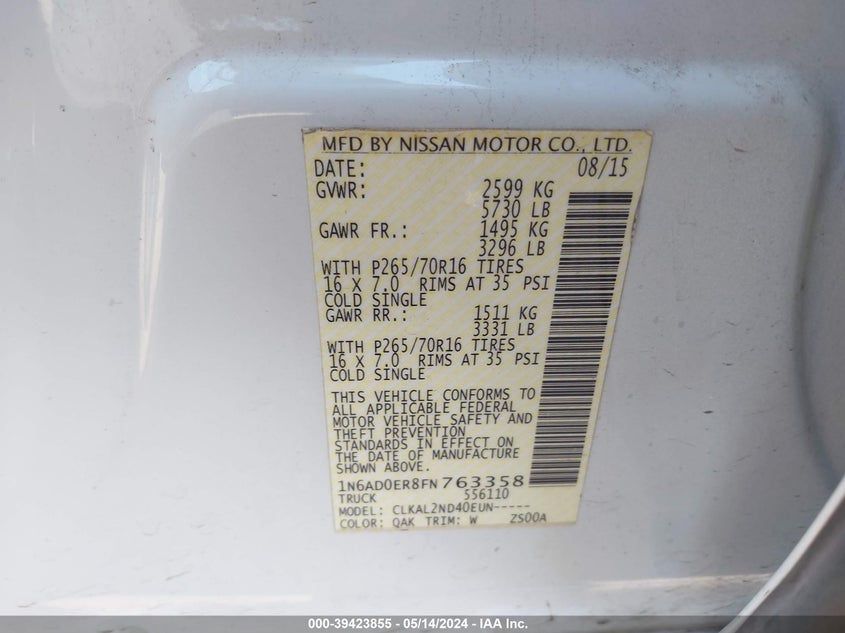 MFD BY NISSAN MOTOR CO., LTD.
DATE: 08/15
GVWR: 2599 KG
5730 LB
GAWR FR.: 1495 KG
3296 LB
WITH P265/70R16 TIRES
16 X 7.0 RIMS AT 35 PSI
COLD SINGLE
GAWR RR.: 1511 KG
3331 LB
WITH P265/70R16 TIRES
16 X 7.0 RIMS AT 35 PSI
COLD SINGLE
THIS VEHICLE CONFORMS TO
ALL APPLICABLE FEDERAL
MOTOR VEHICLE SAFETY AND
THEFT PREVENTION
STANDARDS IN EFFECT ON
THE DATE OF MANUFACTURE
SHOWN ABOVE.
1N6AD0ER8FN763358
TRUCK 556110
MODEL: CLKAL2ND40EUN-----
COLOR: QAK TRIM: W ZS00A
000-39423855 - 05/14/2024 - IAA Inc.